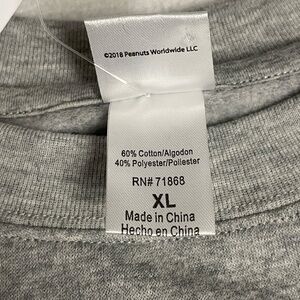 ©2018 Peanuts Worldwide LLC
60% Cotton/Algodon
40% Polyester/Poliester
RN# 71868
XL
Made in China
Hecho en China